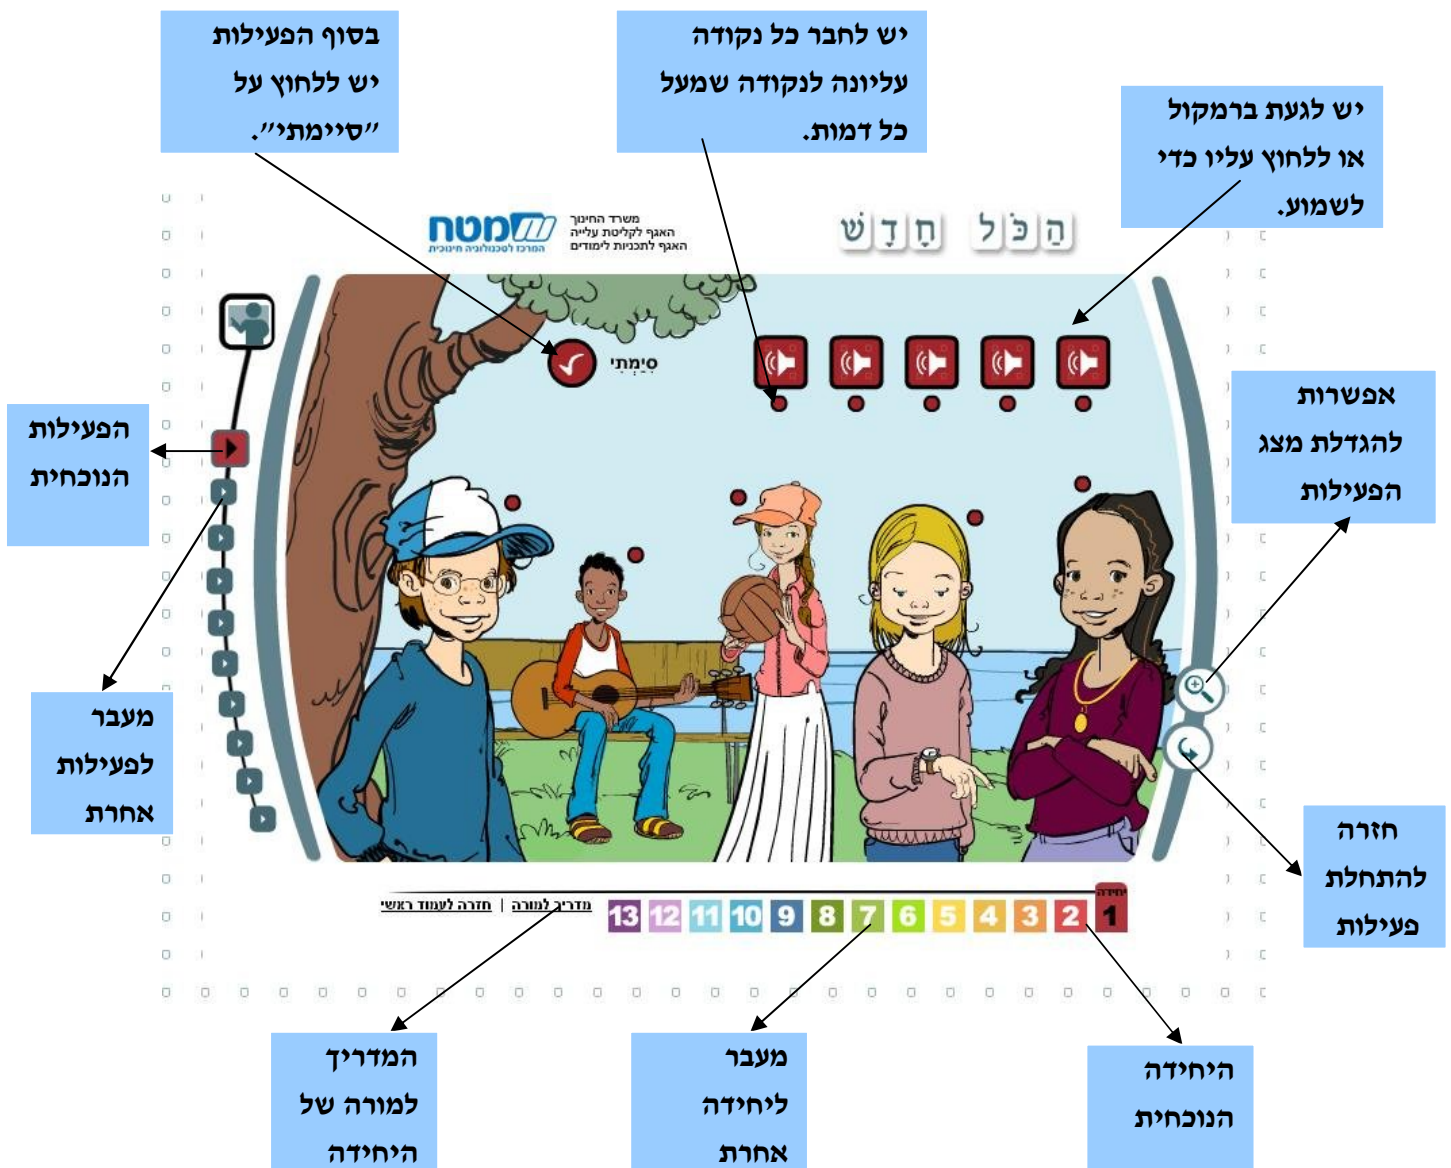 בסוף הפעילות
יש ללחוץ על
"סיימתי".
יש לחבר כל נקודה
עליונה לנקודה שמעל
כל דמות.
יש לגעת ברמקול
או ללחוץ עליו כדי
לשמוע.
הַכֹּל חָדָשׁ
משרד החינוך
האגף לקליטת עלייה
האגף לתכניות לימודים
מטח
המרכז לטכנולוגיה חינוכית
סִיַּמְתִּי
אפשרות
להגדלת מצג
הפעילות
הפעילות
הנוכחית
מעבר
לפעילות
אחרת
חזרה
להתחלת
פעילות
יחידה
1 2 3 4 5 6 7 8 9 10 11 12 13
מדריך למורה | חזרה לעמוד ראשי
היחידה
הנוכחית
מעבר
ליחידה
אחרת
המדריך
למורה של
היחידה